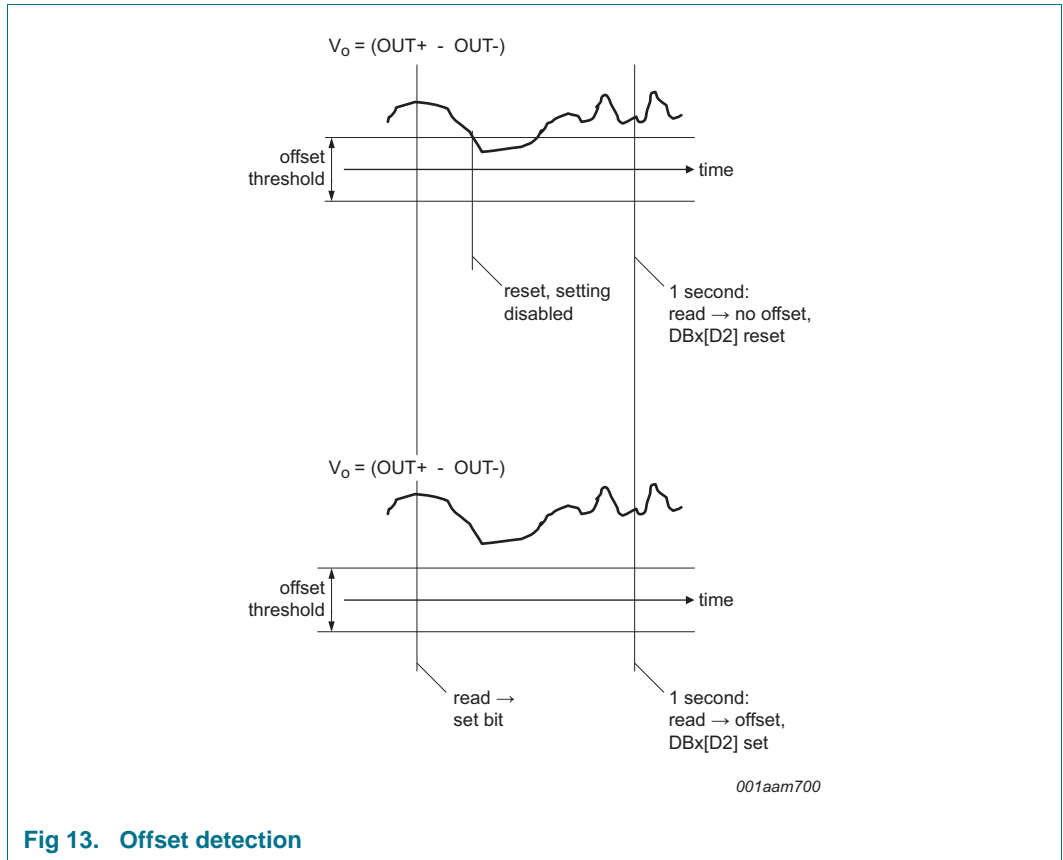 Vo = (OUT+ - OUT-)
offset
threshold
time
reset, setting
disabled
1 second:
read → no offset,
DBx[D2] reset
Vo = (OUT+ - OUT-)
offset
threshold
time
read →
set bit
1 second:
read → offset,
DBx[D2] set
001aam700
Fig 13. Offset detection